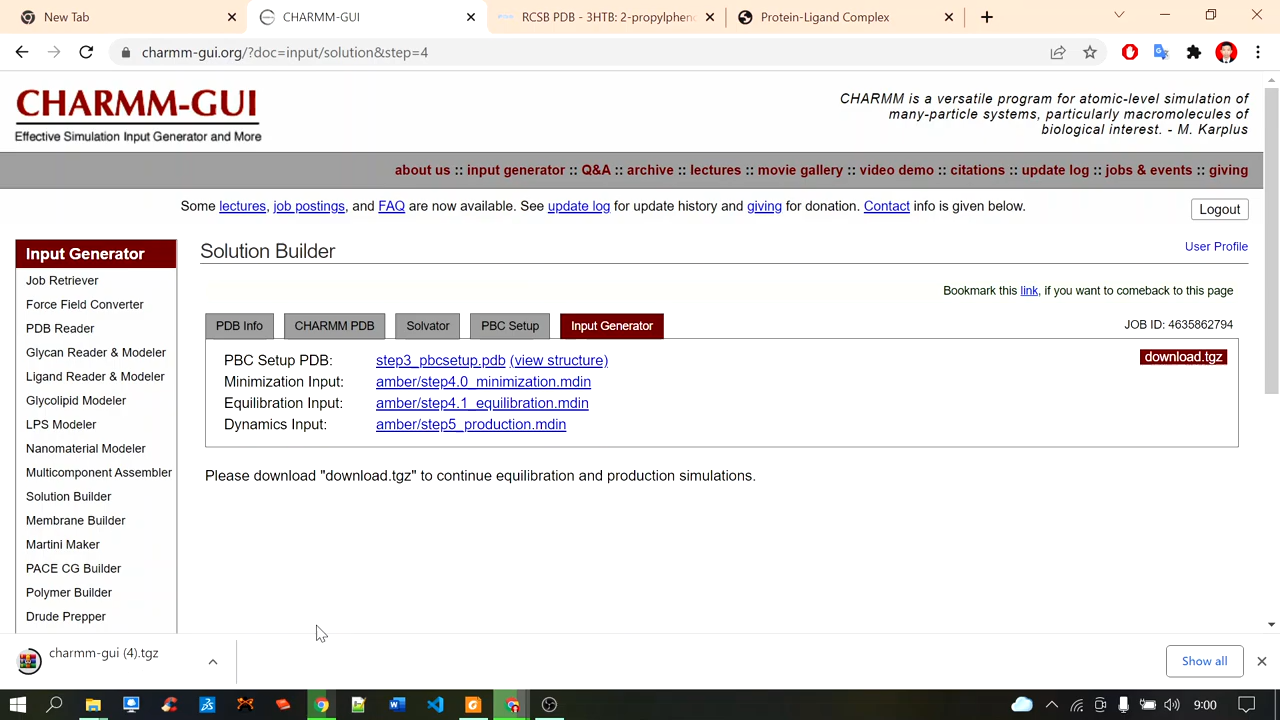 New Tab
CHARMM-GUI
RCSB PDB - 3HTB: 2-propylphen
Protein-Ligand Complex
charmm-gui.org/?doc=input/solution&step=4
CHARMM-GUI
Effective Simulation Input Generator and More
CHARMM is a versatile program for atomic-level simulation of
many-particle systems, particularly macromolecules of
biological interest. - M. Karplus
about us :: input generator :: Q&A :: archive :: lectures :: movie gallery :: video demo :: citations :: update log :: jobs & events :: giving
Some lectures, job postings, and FAQ are now available. See update log for update history and giving for donation. Contact info is given below.
Logout
Input Generator
Job Retriever
Force Field Converter
PDB Reader
Glycan Reader & Modeler
Ligand Reader & Modeler
Glycolipid Modeler
LPS Modeler
Nanomaterial Modeler
Multicomponent Assembler
Solution Builder
Membrane Builder
Martini Maker
PACE CG Builder
Polymer Builder
Drude Prepper
Solution Builder
User Profile
Bookmark this link, if you want to comeback to this page
PDB Info
CHARMM PDB
Solvator
PBC Setup
Input Generator
JOB ID: 4635862794
PBC Setup PDB: step3_pbcsetup.pdb (view structure)
download.tgz
Minimization Input: amber/step4.0_minimization.mdin
Equilibration Input: amber/step4.1_equilibration.mdin
Dynamics Input: amber/step5_production.mdin
Please download "download.tgz" to continue equilibration and production simulations.
charmm-gui (4).tgz
Show all
9:00